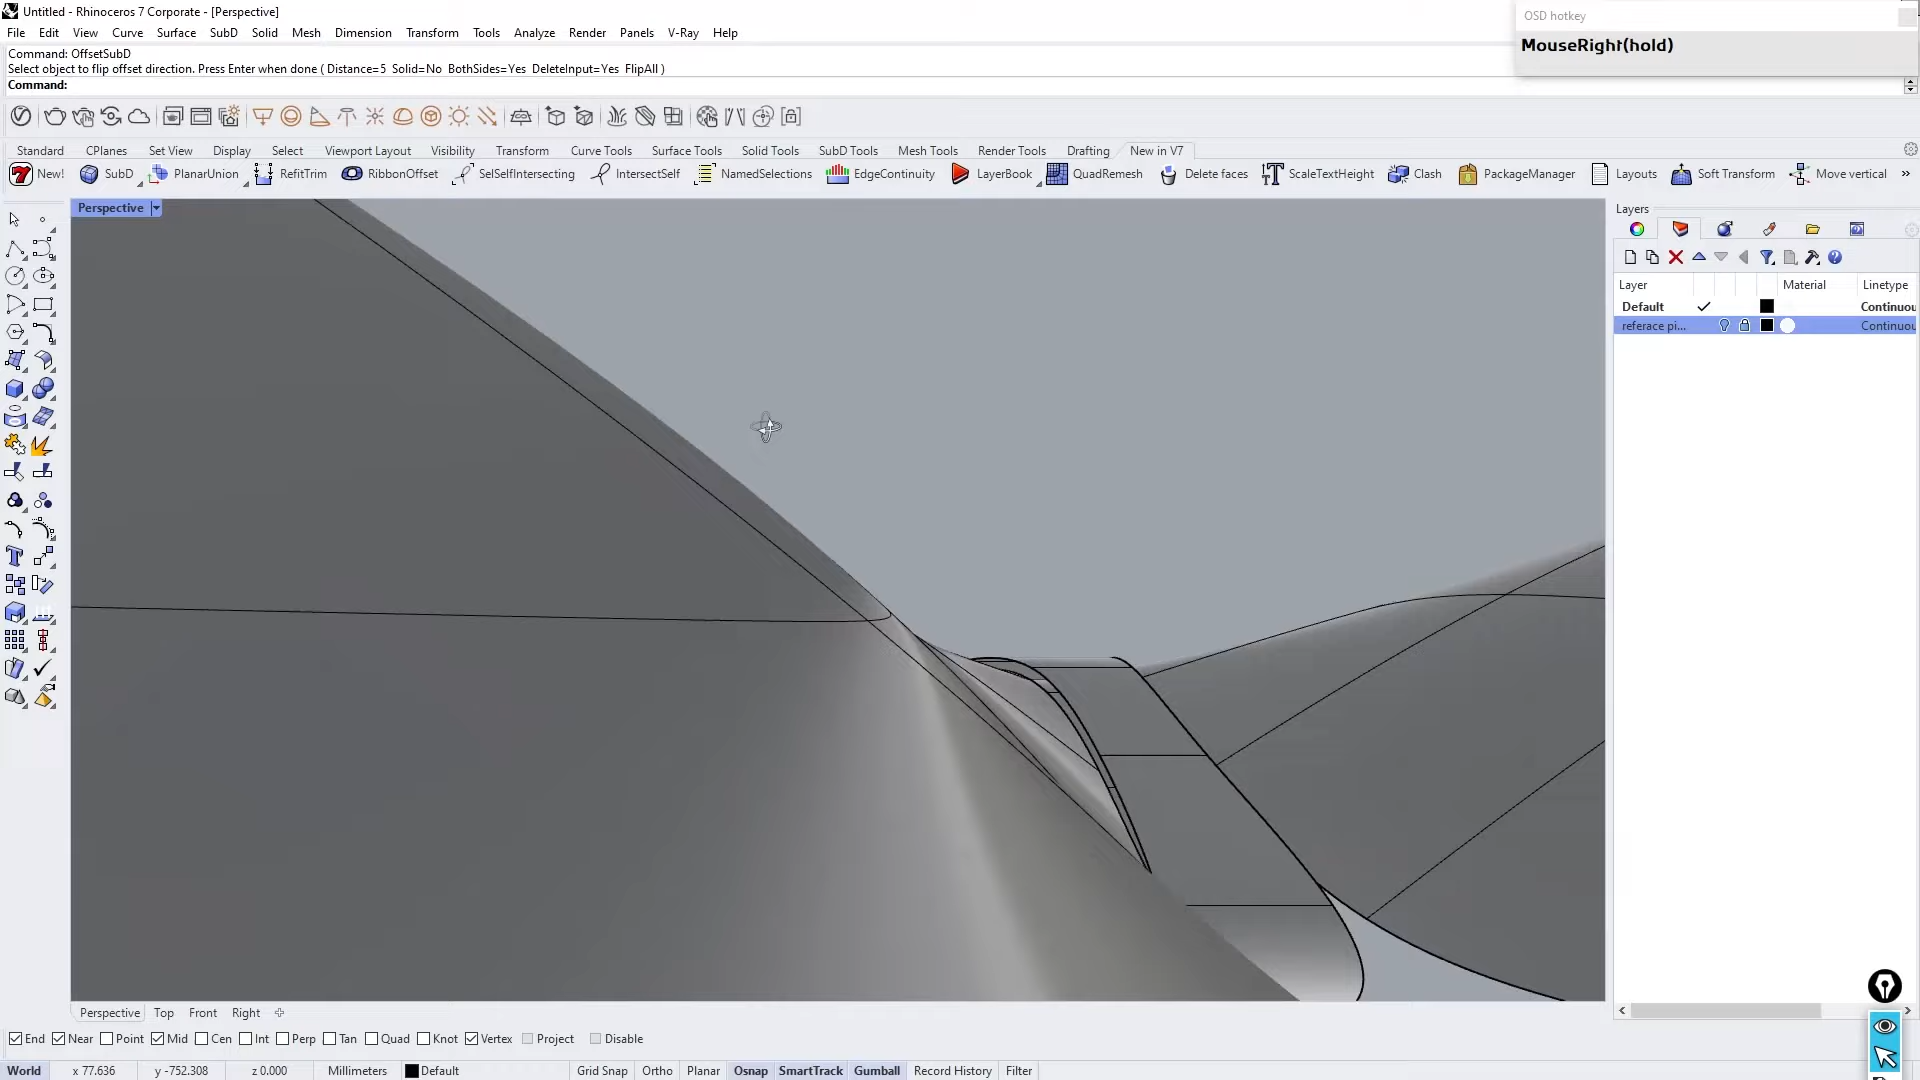 Untitled - Rhinoceros 7 Corporate - [Perspective]
OSD hotkey
MouseRight(hold)
File Edit View Curve Surface SubD Solid Mesh Dimension Transform Tools Analyze Render Panels V-Ray Help
Command: OffsetSubD
Select object to flip offset direction. Press Enter when done ( Distance=5 Solid=No BothSides=Yes DeleteInput=Yes FlipAll )
Command:
Standard CPlanes Set View Display Select Viewport Layout Visibility Transform Curve Tools Surface Tools Solid Tools SubD Tools Mesh Tools Render Tools Drafting New in V7
New! SubD PlanarUnion RefitTrim RibbonOffset SelSelfIntersecting IntersectSelf NamedSelections EdgeContinuity LayerBook QuadRemesh Delete faces ScaleTextHeight Clash PackageManager Layouts Soft Transform Move vertical »
Perspective
Layers
Layer Material Linetype
Default Continuou
referace pi... Continuou
Perspective Top Front Right
End Near Point Mid Cen Int Perp Tan Quad Knot Vertex Project Disable
World x 77.636 y -752.308 z 0.000 Millimeters Default Grid Snap Ortho Planar Osnap SmartTrack Gumball Record History Filter